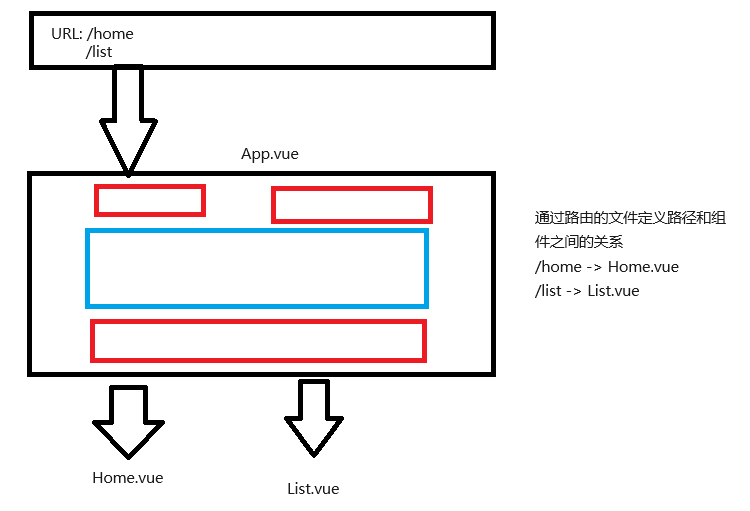 URL: /home
/list
App.vue
通过路由的文件定义路径和组
件之间的关系
/home -> Home.vue
/list -> List.vue
Home.vue
List.vue